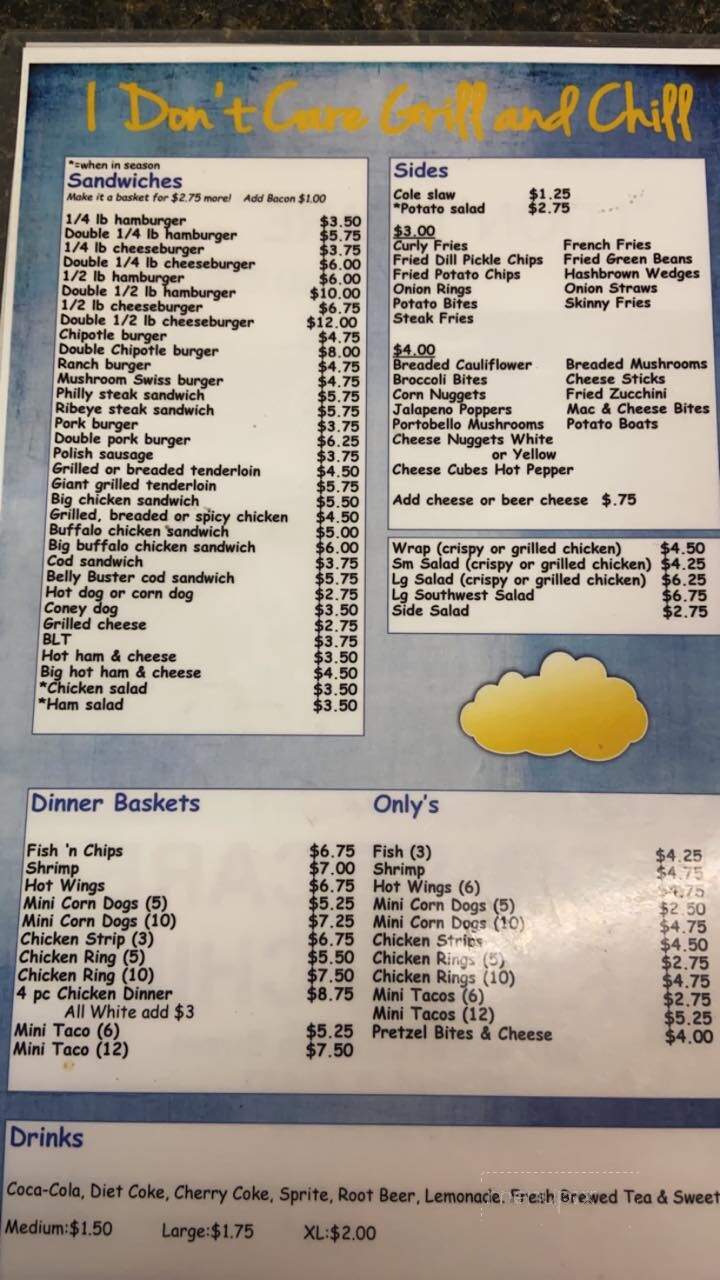 I Don't Care Grill and Chill
*=when in season
Sandwiches
Make it a basket for $2.75 more! Add Bacon $1.00
1/4 lb hamburger $3.50
Double 1/4 lb hamburger $5.75
1/4 lb cheeseburger $3.75
Double 1/4 lb cheeseburger $6.00
1/2 lb hamburger $6.00
Double 1/2 lb hamburger $10.00
1/2 lb cheeseburger $6.75
Double 1/2 lb cheeseburger $12.00
Chipotle burger $4.75
Double Chipotle burger $8.00
Ranch burger $4.75
Mushroom Swiss burger $4.75
Philly steak sandwich $5.75
Ribeye steak sandwich $5.75
Pork burger $3.75
Double pork burger $6.25
Polish sausage $3.75
Grilled or breaded tenderloin $4.50
Giant grilled tenderloin $5.75
Big chicken sandwich $5.50
Grilled, breaded or spicy chicken $4.50
Buffalo chicken sandwich $5.00
Big buffalo chicken sandwich $6.00
Cod sandwich $3.75
Belly Buster cod sandwich $5.75
Hot dog or corn dog $2.75
Coney dog $3.50
Grilled cheese $2.75
BLT $3.75
Hot ham & cheese $3.50
Big hot ham & cheese $4.50
*Chicken salad $3.50
*Ham salad $3.50
Sides
Cole slaw $1.25
*Potato salad $2.75
$3.00
Curly Fries French Fries
Fried Dill Pickle Chips Fried Green Beans
Fried Potato Chips Hashbrown Wedges
Onion Rings Onion Straws
Potato Bites Skinny Fries
Steak Fries
$4.00
Breaded Cauliflower Breaded Mushrooms
Broccoli Bites Cheese Sticks
Corn Nuggets Fried Zucchini
Jalapeno Poppers Mac & Cheese Bites
Portobello Mushrooms Potato Boats
Cheese Nuggets White
or Yellow
Cheese Cubes Hot Pepper
Add cheese or beer cheese $.75
Wrap (crispy or grilled chicken) $4.50
Sm Salad (crispy or grilled chicken) $4.25
Lg Salad (crispy or grilled chicken) $6.25
Lg Southwest Salad $6.75
Side Salad $2.75
Dinner Baskets
Fish 'n Chips $6.75
Shrimp $7.00
Hot Wings $6.75
Mini Corn Dogs (5) $5.25
Mini Corn Dogs (10) $7.25
Chicken Strip (3) $6.75
Chicken Ring (5) $5.50
Chicken Ring (10) $7.50
4 pc Chicken Dinner $8.75
All White add $3
Mini Taco (6) $5.25
Mini Taco (12) $7.50
Only's
Fish (3) $4.25
Shrimp $4.75
Hot Wings (6) $4.75
Mini Corn Dogs (5) $2.50
Mini Corn Dogs (10) $4.75
Chicken Strips $4.50
Chicken Rings (5) $2.75
Chicken Rings (10) $4.75
Mini Tacos (6) $2.75
Mini Tacos (12) $5.25
Pretzel Bites & Cheese $4.00
Drinks
Coca-Cola, Diet Coke, Cherry Coke, Sprite, Root Beer, Lemonade, Fresh Brewed Tea & Sweet
Medium:$1.50 Large:$1.75 XL:$2.00